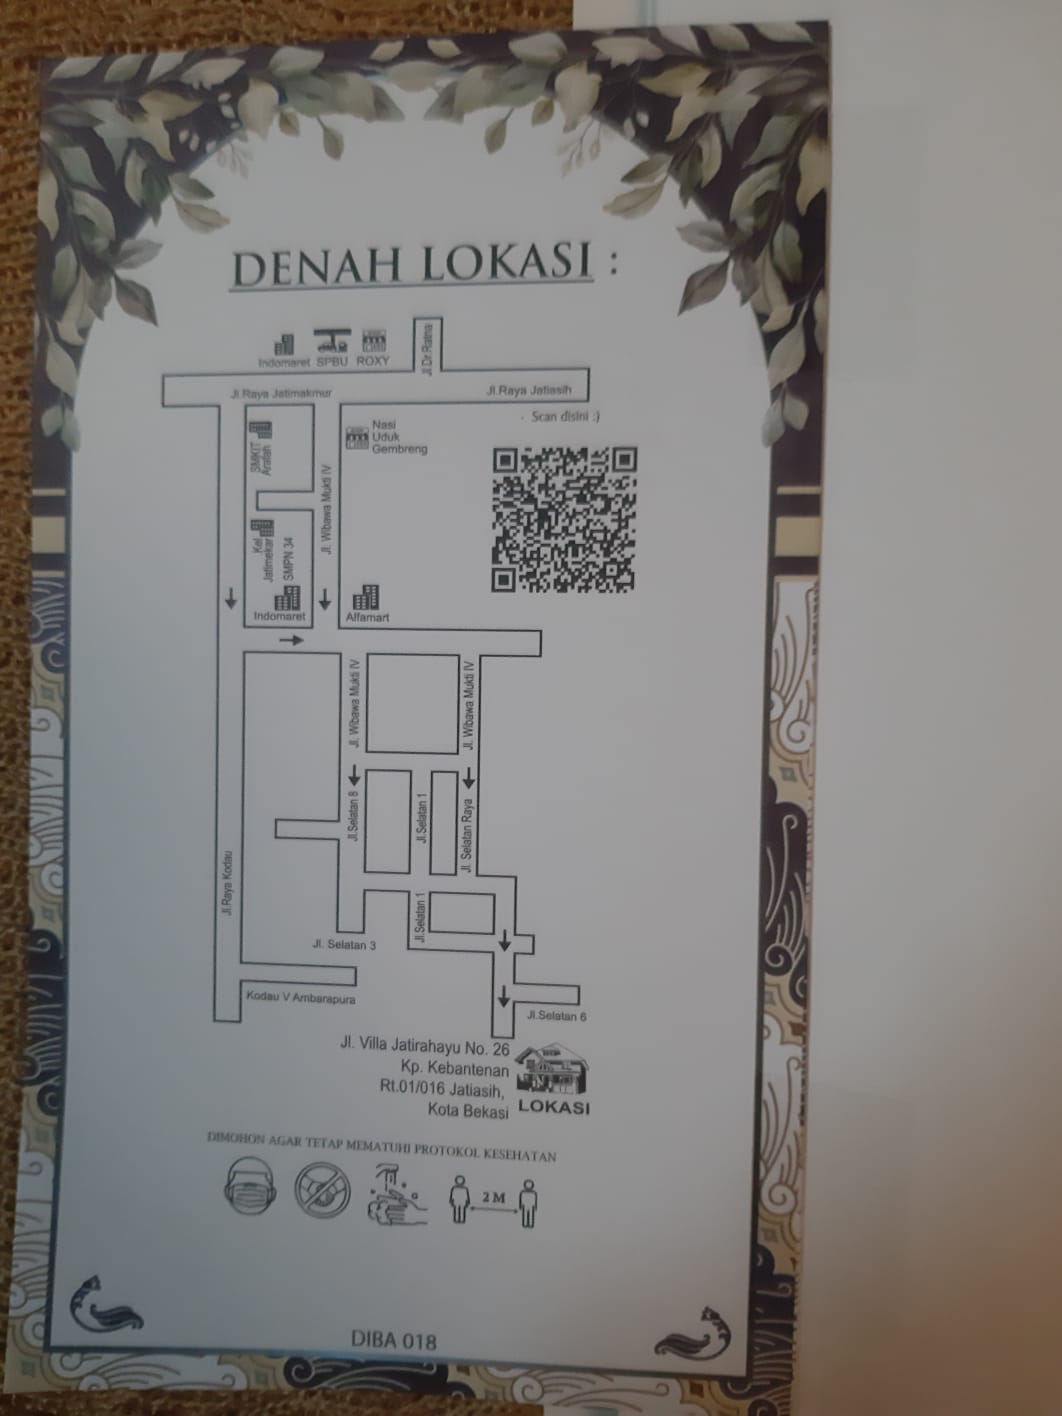 DENAH LOKASI :
Indomaret SPBU ROXY
Jl.Dr.Ratna
Jl.Raya Jatimakmur
Jl.Raya Jatiasih
Scan disini :)
SMKIT
Arafah
Nasi
Uduk
Gembreng
Jl. Wibawa Mukti IV
Kel
Jatimekar
SMPN 34
Indomaret
Alfamart
Jl. Wibawa Mukti IV
Jl. Wibawa Mukti IV
Jl.Selatan 8
Jl.Selatan 1
Jl. Selatan Raya
Jl.Raya Kodau
Jl.Selatan 1
Jl. Selatan 3
Kodau V Ambarapura
Jl.Selatan 6
Jl. Villa Jatirahayu No. 26
Kp. Kebantenan
Rt.01/016 Jatiasih,
Kota Bekasi
LOKASI
DIMOHON AGAR TETAP MEMATUHI PROTOKOL KESEHATAN
2 M
DIBA 018